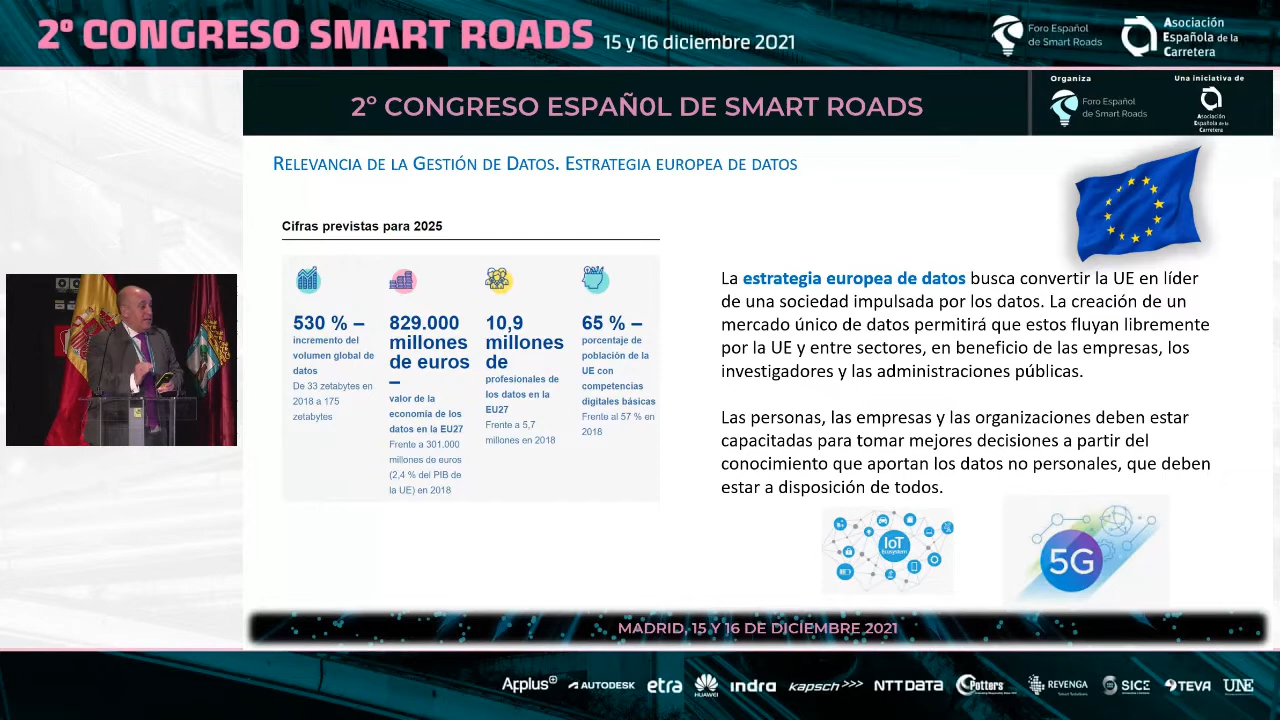 2º CONGRESO SMART ROADS 15 y 16 diciembre 2021
Foro Español
de Smart Roads
Asociación
Española de la
Carretera
2º CONGRESO ESPAÑ0L DE SMART ROADS
Organiza
Foro Español
de Smart Roads
Una iniciativa de
Asociación
Española de la
Carretera
RELEVANCIA DE LA GESTIÓN DE DATOS. ESTRATEGIA EUROPEA DE DATOS
Cifras previstas para 2025
530 % –
incremento del
volumen global de
datos
De 33 zetabytes en
2018 a 175
zetabytes
829.000
millones
de euros
–
valor de la
economía de los
datos en la EU27
Frente a 301.000
millones de euros
(2,4 % del PIB de
la UE) en 2018
10,9
millones
de
profesionales de
los datos en la
EU27
Frente a 5,7
millones en 2018
65 % –
porcentaje de
población de la
UE con
competencias
digitales básicas
Frente al 57 % en
2018
La estrategia europea de datos busca convertir la UE en líder
de una sociedad impulsada por los datos. La creación de un
mercado único de datos permitirá que estos fluyan libremente
por la UE y entre sectores, en beneficio de las empresas, los
investigadores y las administraciones públicas.
Las personas, las empresas y las organizaciones deben estar
capacitadas para tomar mejores decisiones a partir del
conocimiento que aportan los datos no personales, que deben
estar a disposición de todos.
IoT
Ecosystem
5G
MADRID, 15 Y 16 DE DICIEMBRE 2021
Applus+
AUTODESK
etra
HUAWEI
indra
kapsch >>>
NTT DATA
Potters
REVENGA
SICE
TEVA
UNE